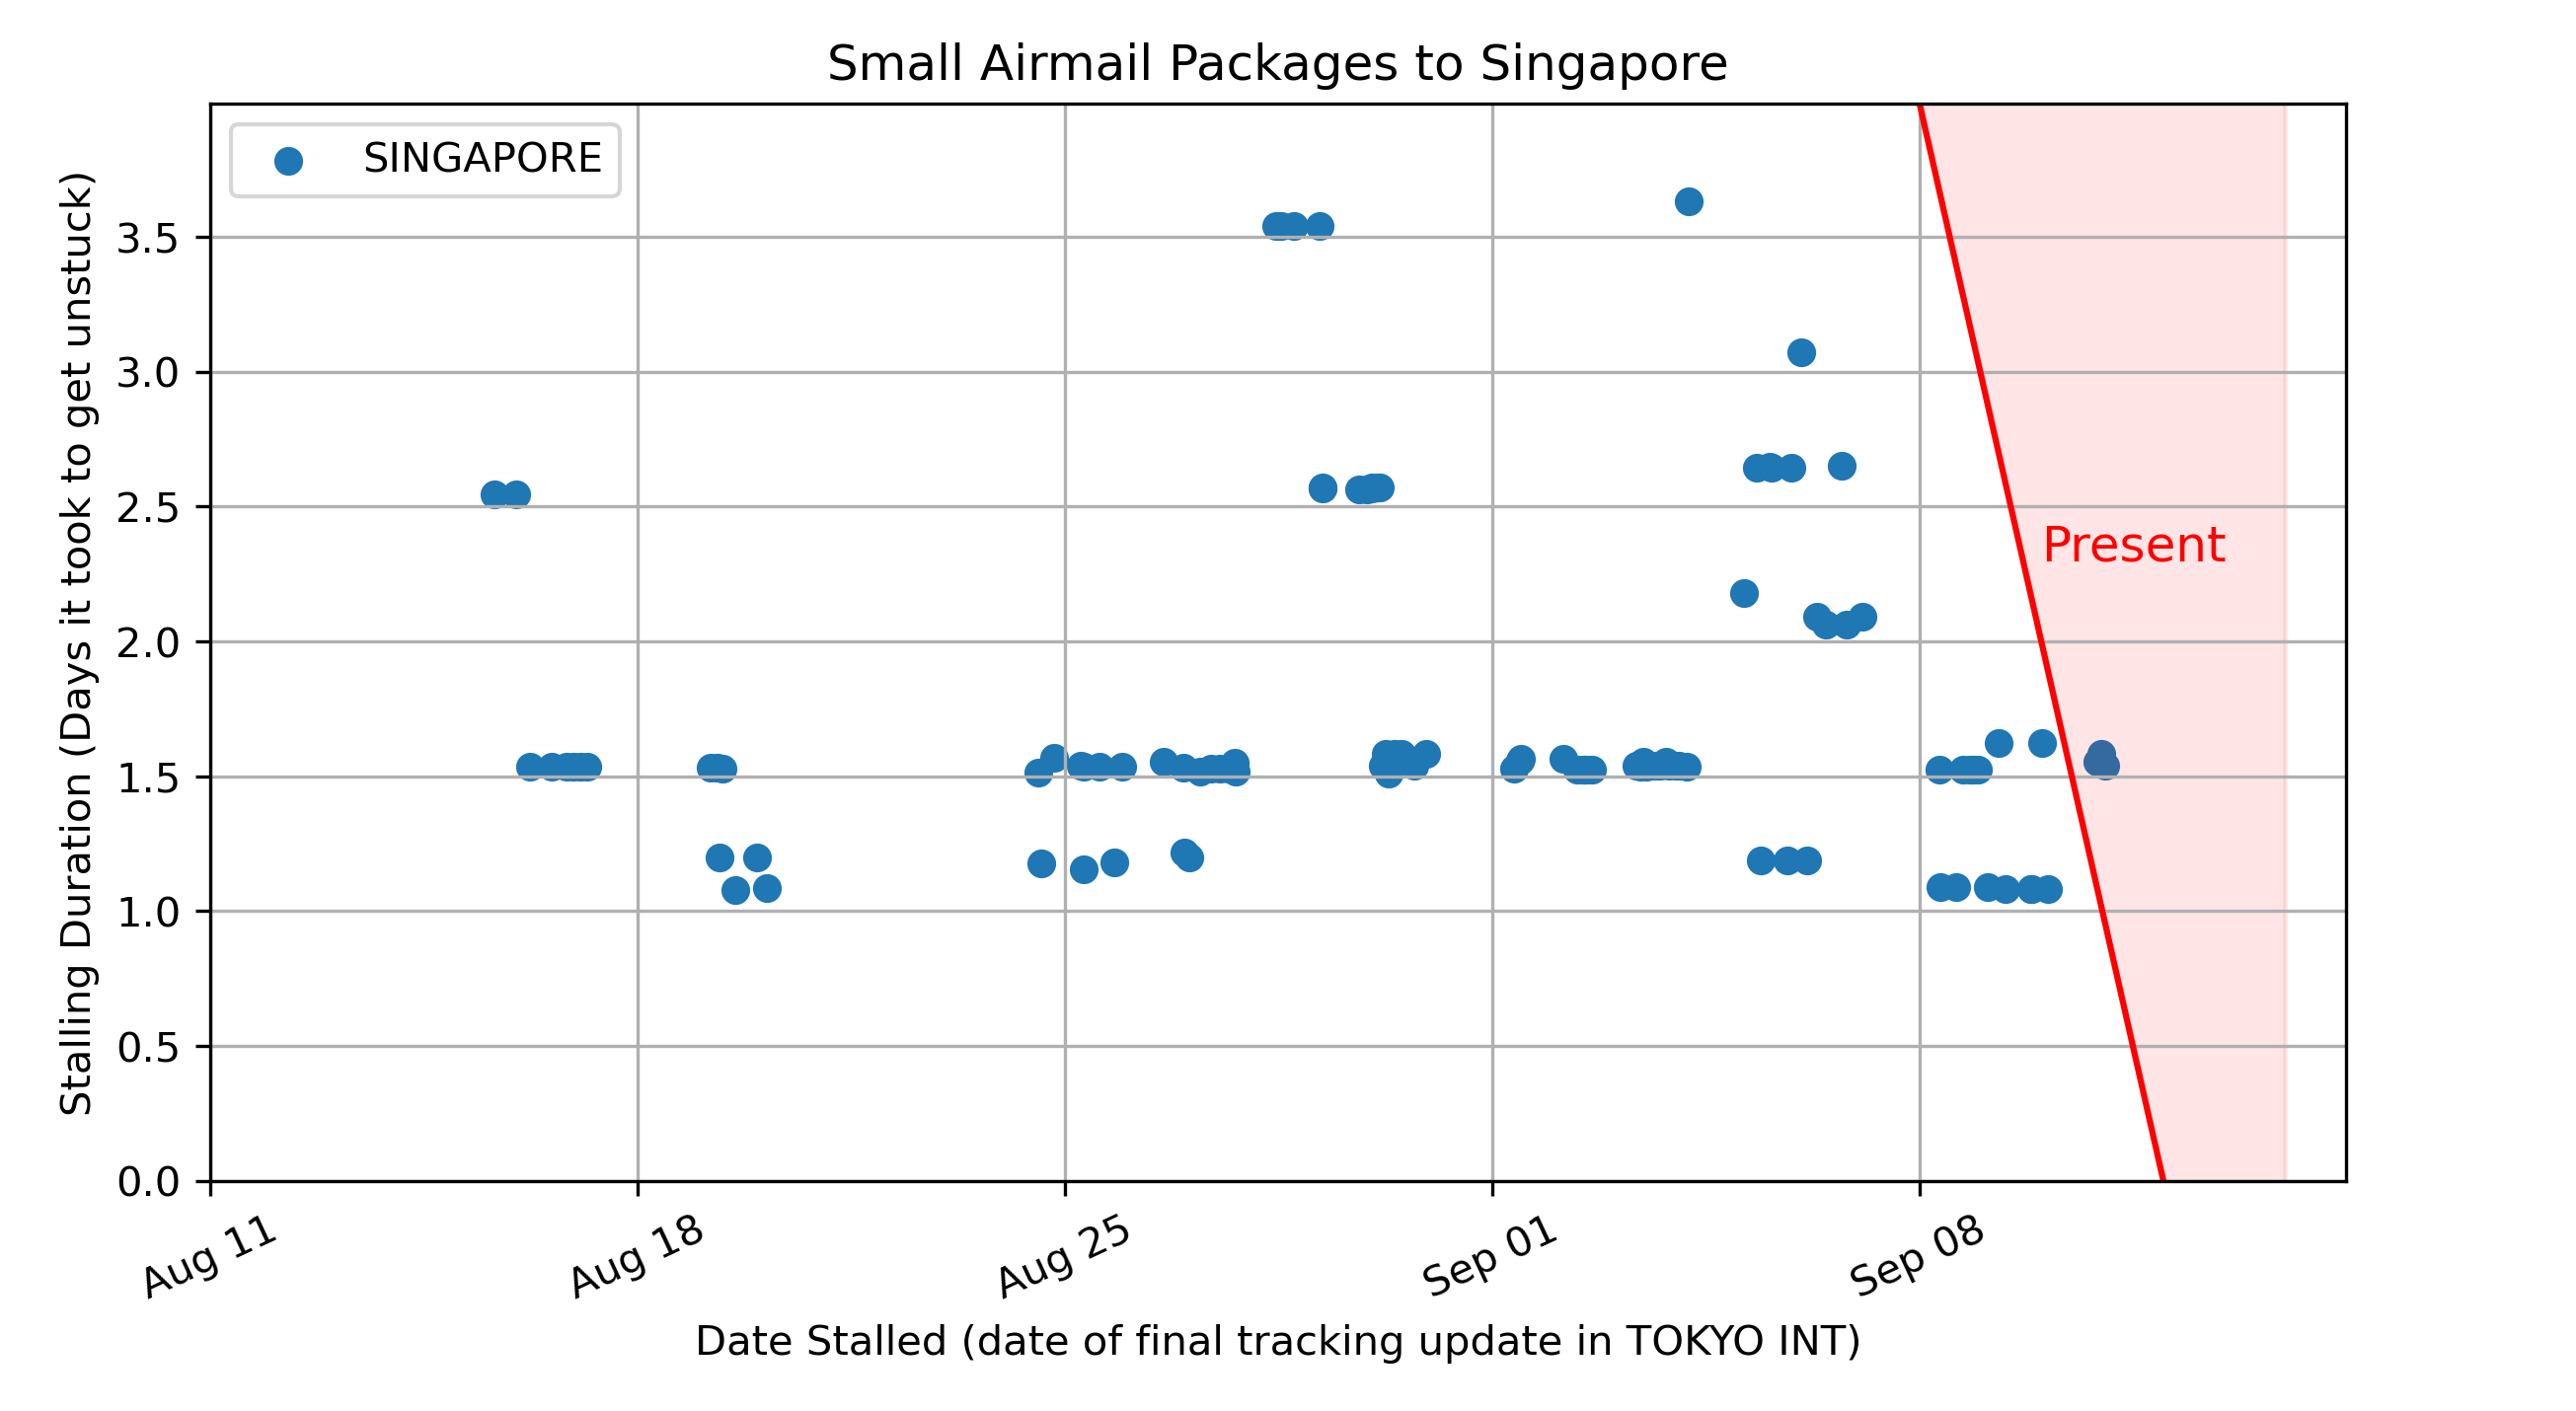 Small Airmail Packages to Singapore
SINGAPORE
Stalling Duration (Days it took to get unstuck)
3.5
3.0
2.5
2.0
1.5
1.0
0.5
0.0
Present
Aug 11
Aug 18
Aug 25
Sep 01
Sep 08
Date Stalled (date of final tracking update in TOKYO INT)